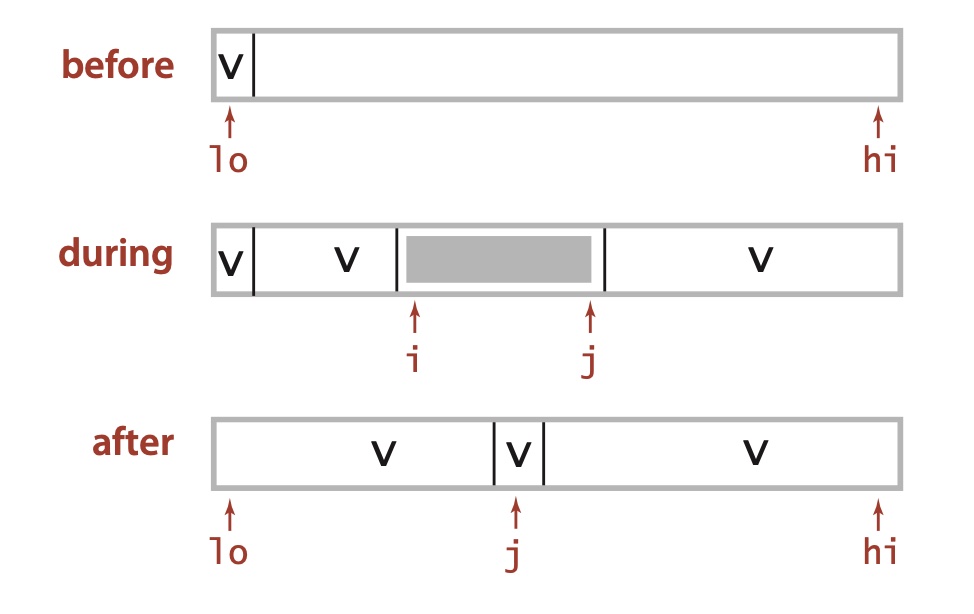 before V
lo hi
during V V V
i j
after V V V
lo j hi